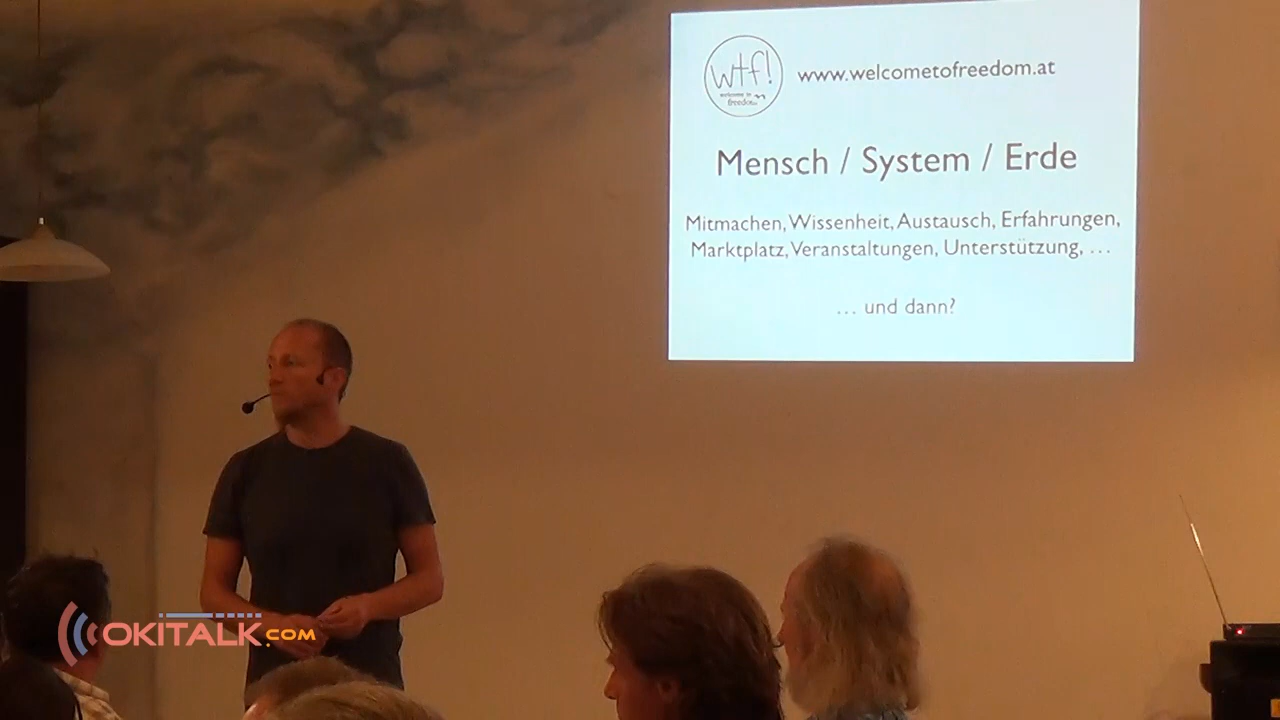 wtf!
welcome to
freedom
www.welcometofreedom.at
Mensch / System / Erde
Mitmachen, Wissenheit, Austausch, Erfahrungen,
Marktplatz, Veranstaltungen, Unterstützung, ...
... und dann?
OKITALK.COM